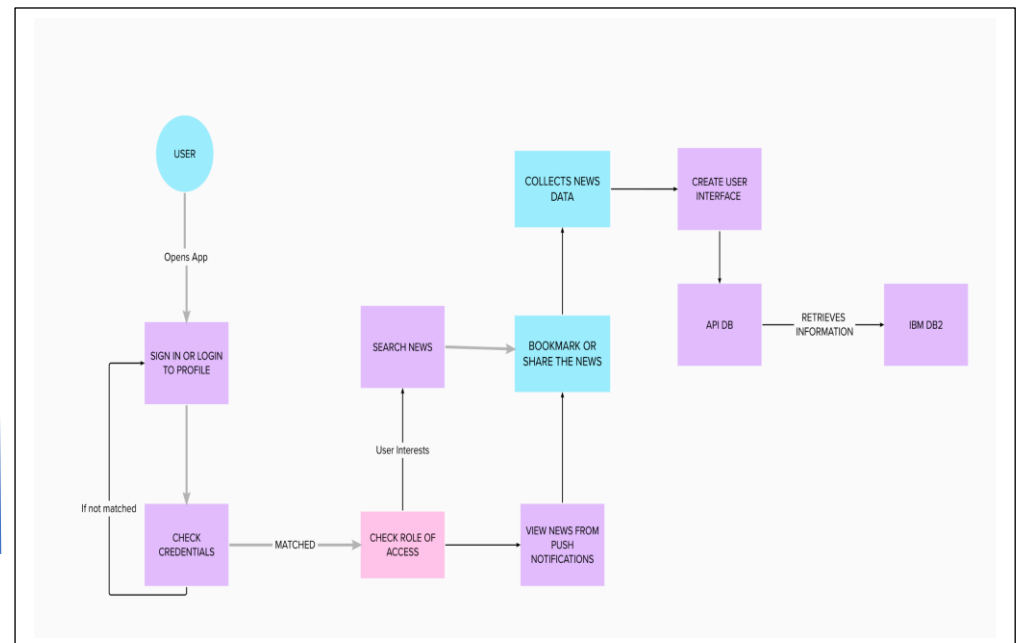 USER
Opens App
SIGN IN OR LOGIN
TO PROFILE
If not matched
CHECK
CREDENTIALS
MATCHED
CHECK ROLE OF
ACCESS
User Interests
SEARCH NEWS
VIEW NEWS FROM
PUSH
NOTIFICATIONS
BOOKMARK OR
SHARE THE NEWS
COLLECTS NEWS
DATA
CREATE USER
INTERFACE
API DB
RETRIEVES
INFORMATION
IBM DB2